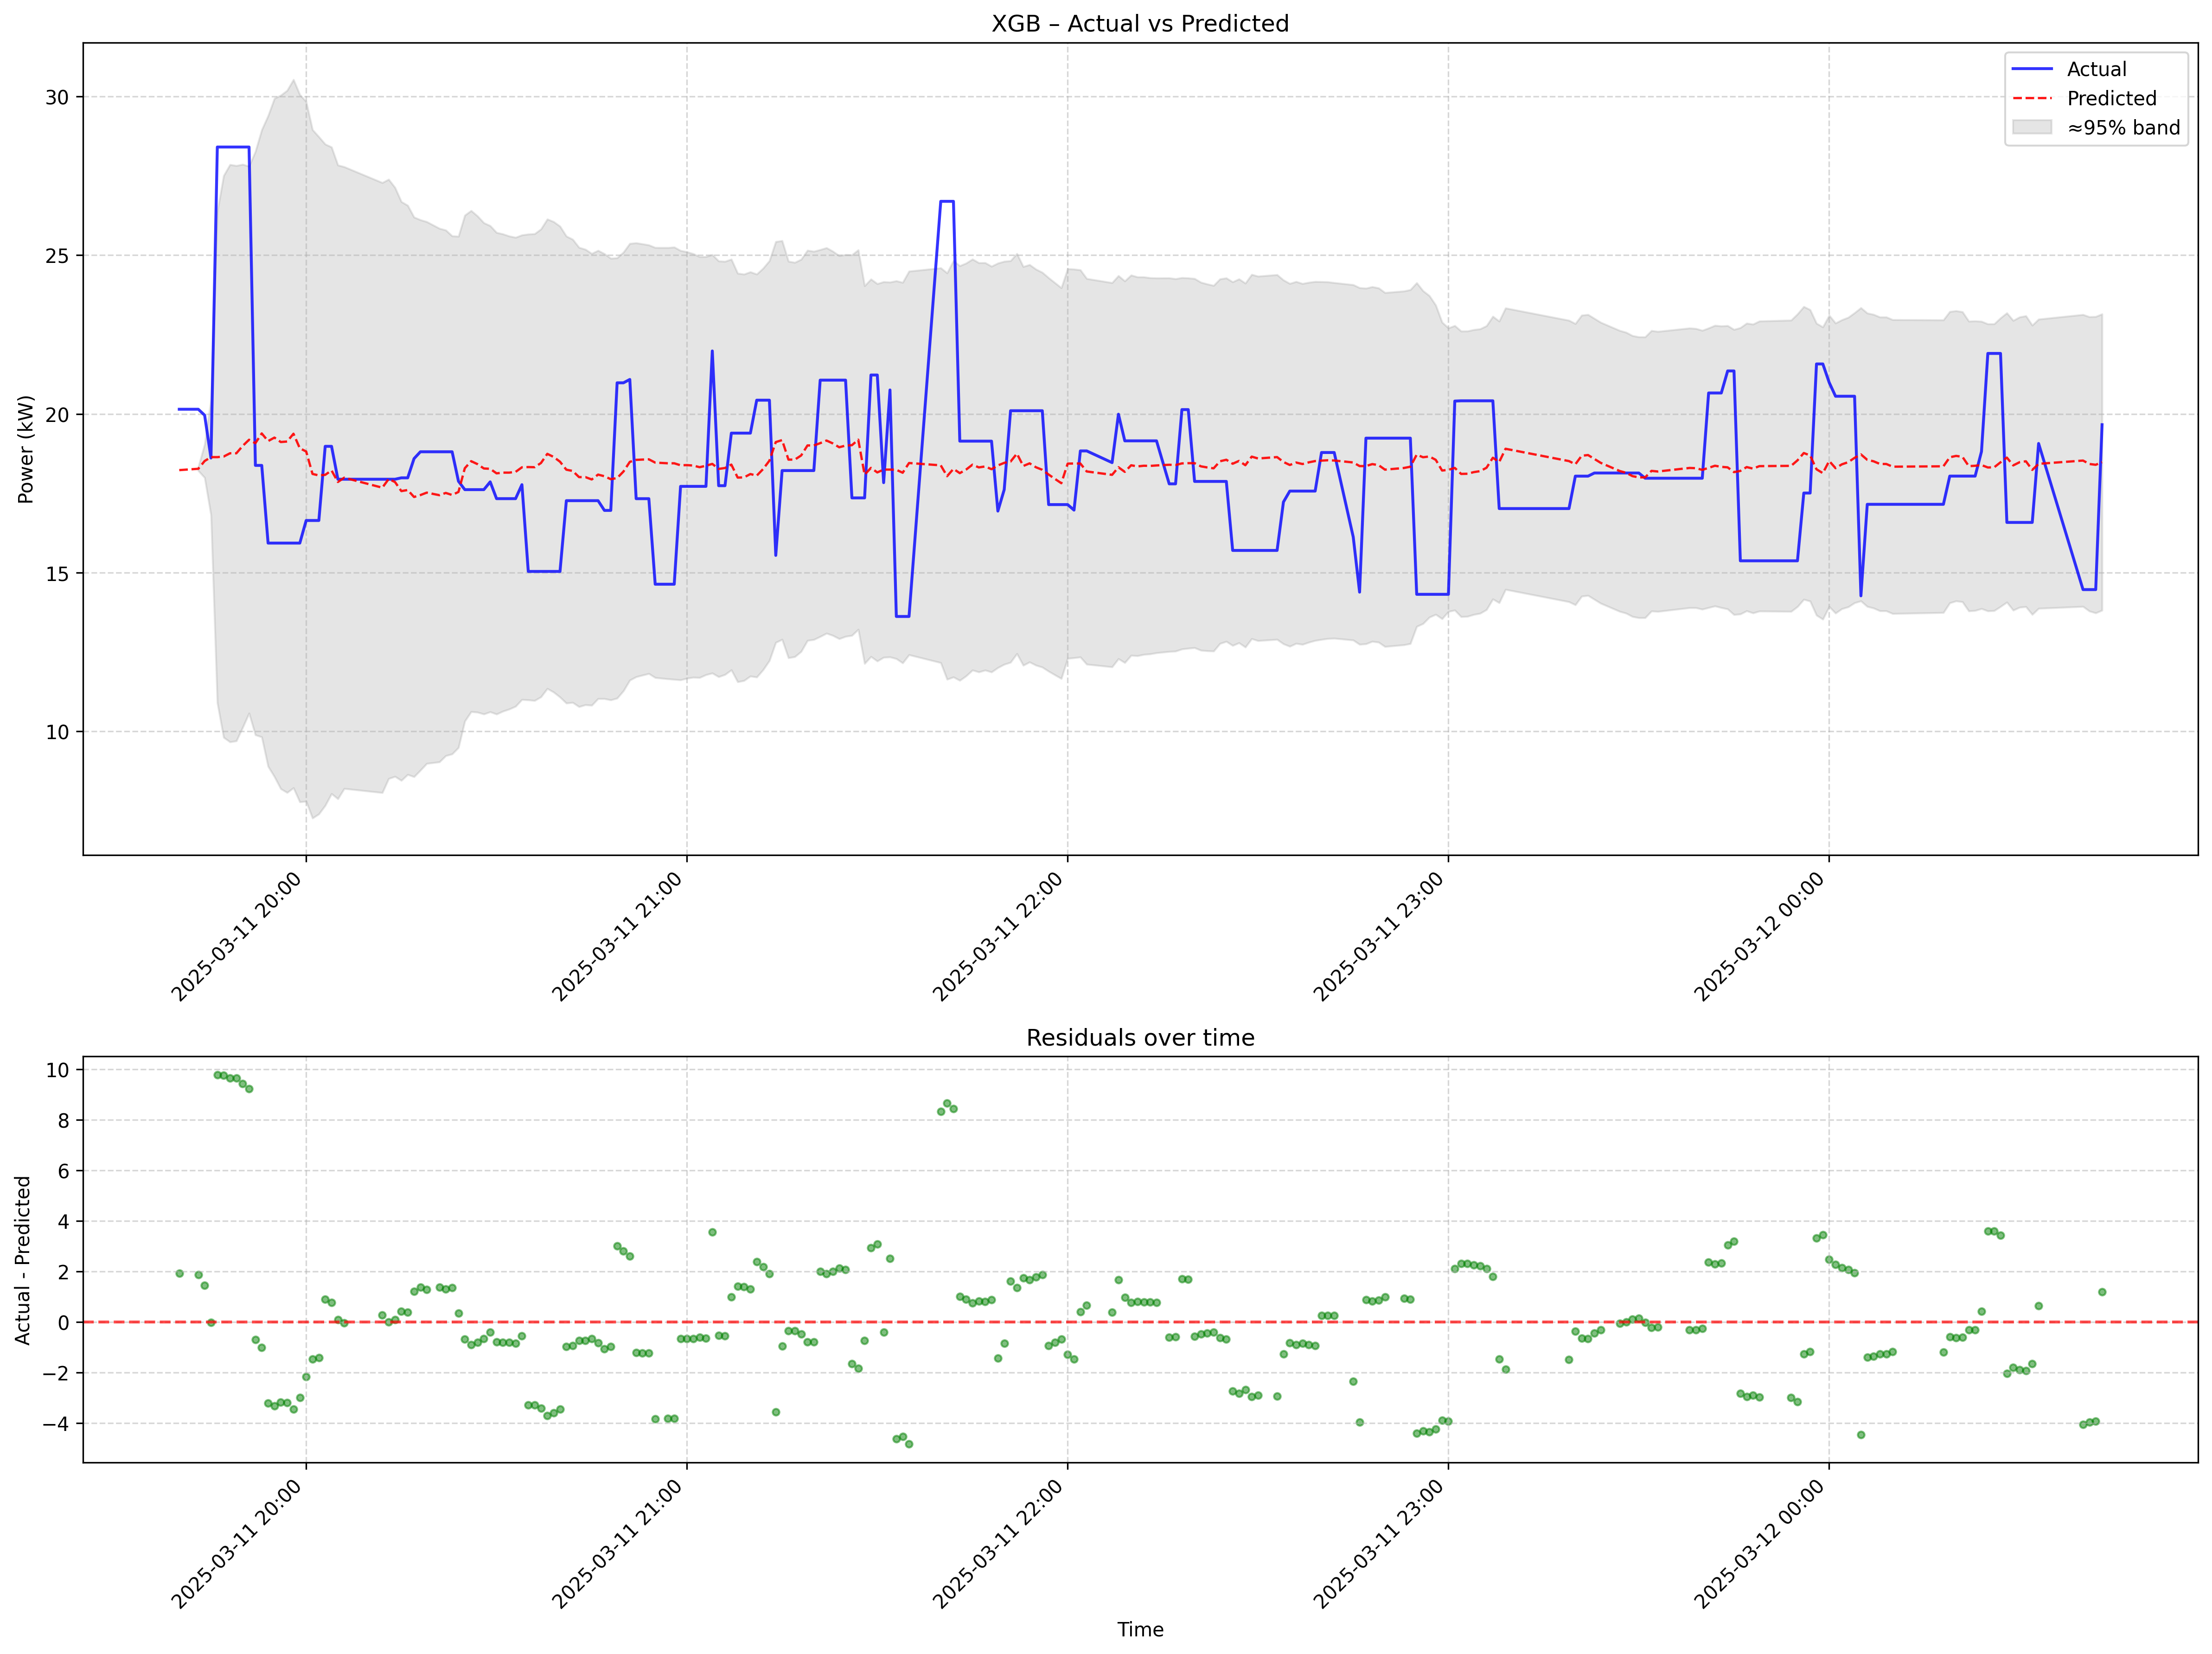 XGB – Actual vs Predicted
Actual
Predicted
≈95% band
Power (kW)
30
25
20
15
10
2025-03-11 20:00
2025-03-11 21:00
2025-03-11 22:00
2025-03-11 23:00
2025-03-12 00:00
Residuals over time
Actual - Predicted
10
8
6
4
2
0
−2
−4
2025-03-11 20:00
2025-03-11 21:00
2025-03-11 22:00
2025-03-11 23:00
2025-03-12 00:00
Time